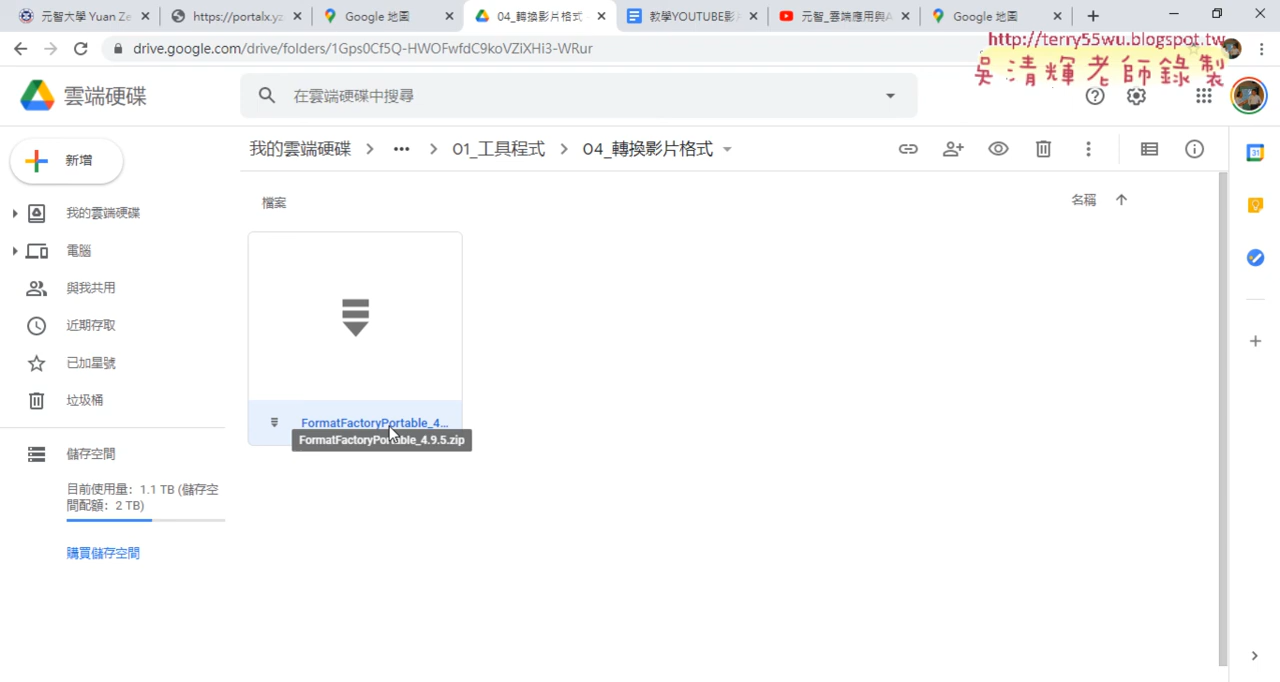 元智大學 Yuan Ze
https://portalx.yz
Google 地圖
04_轉換影片格式
教學YOUTUBE影片
元智_雲端應用與A
Google 地圖
drive.google.com/drive/folders/1Gps0Cf5Q-HWOFwfdC9koVZiXHi3-WRur
http://terry55wu.blogspot.tw
吳清輝老師錄製
雲端硬碟
在雲端硬碟中搜尋
新增
我的雲端硬碟
01_工具程式
04_轉換影片格式
我的雲端硬碟
電腦
與我共用
近期存取
已加星號
垃圾桶
儲存空間
目前使用量：1.1 TB (儲存空
間配額：2 TB)
購買儲存空間
檔案
名稱
FormatFactoryPortable_4...
FormatFactoryPortable_4.9.5.zip
31